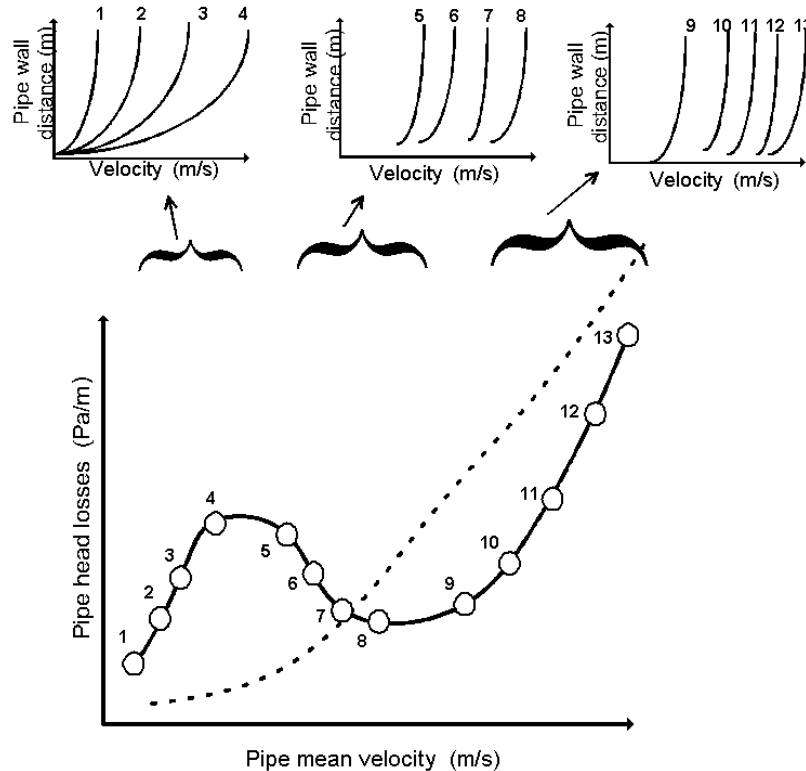 1 2 3 4
Pipe wall
distance (m)
Velocity (m/s)
5 6 7 8
Pipe wall
distance (m)
Velocity (m/s)
9 10 11 12
Pipe wall
distance (m)
Velocity (m/s)
Pipe head losses (Pa/m)
1
2
3
4
5
6
7
8
9
10
11
12
13
Pipe mean velocity (m/s)